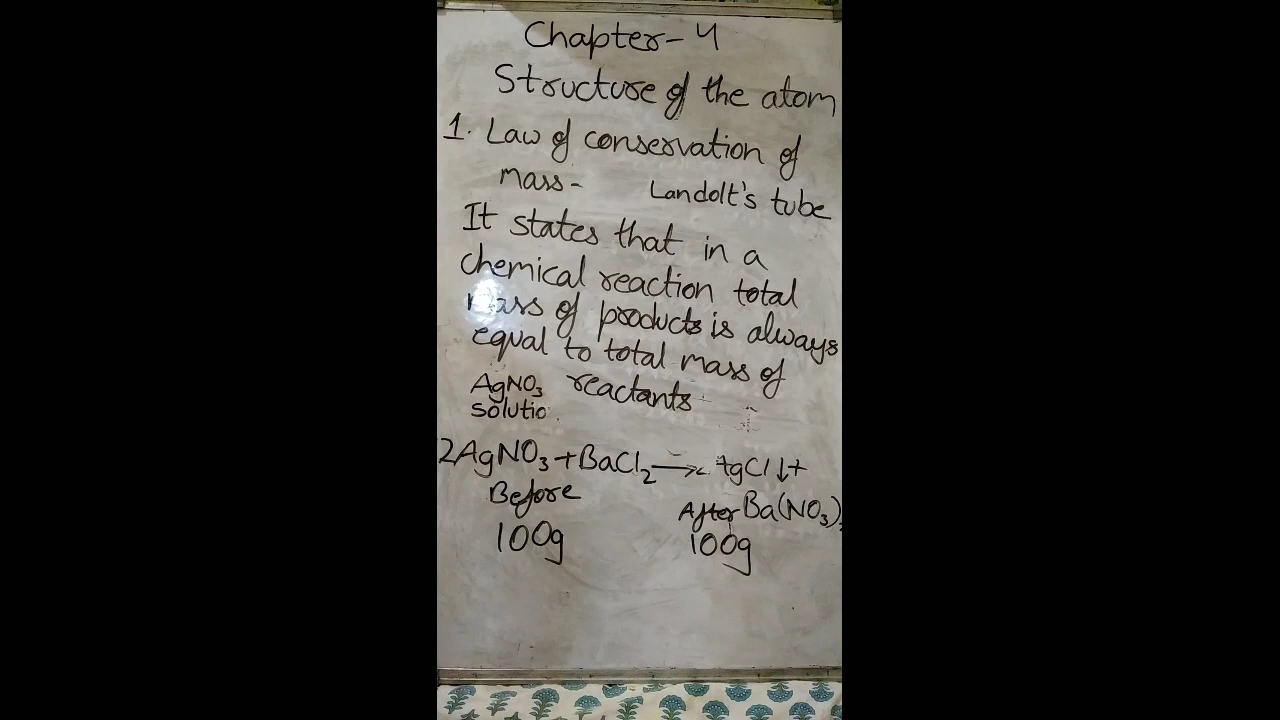 Chapter-4
Structure of the atom
1. Law of conservation of
mass-
Landolt's tube
It states that in a
chemical reaction total
mass of products is always
equal to total mass of
reactants
AgNO3
solutio
2AgNO3+BaCl2→ AgCl↓+
Ba(NO3)2
Before
After
100g
100g